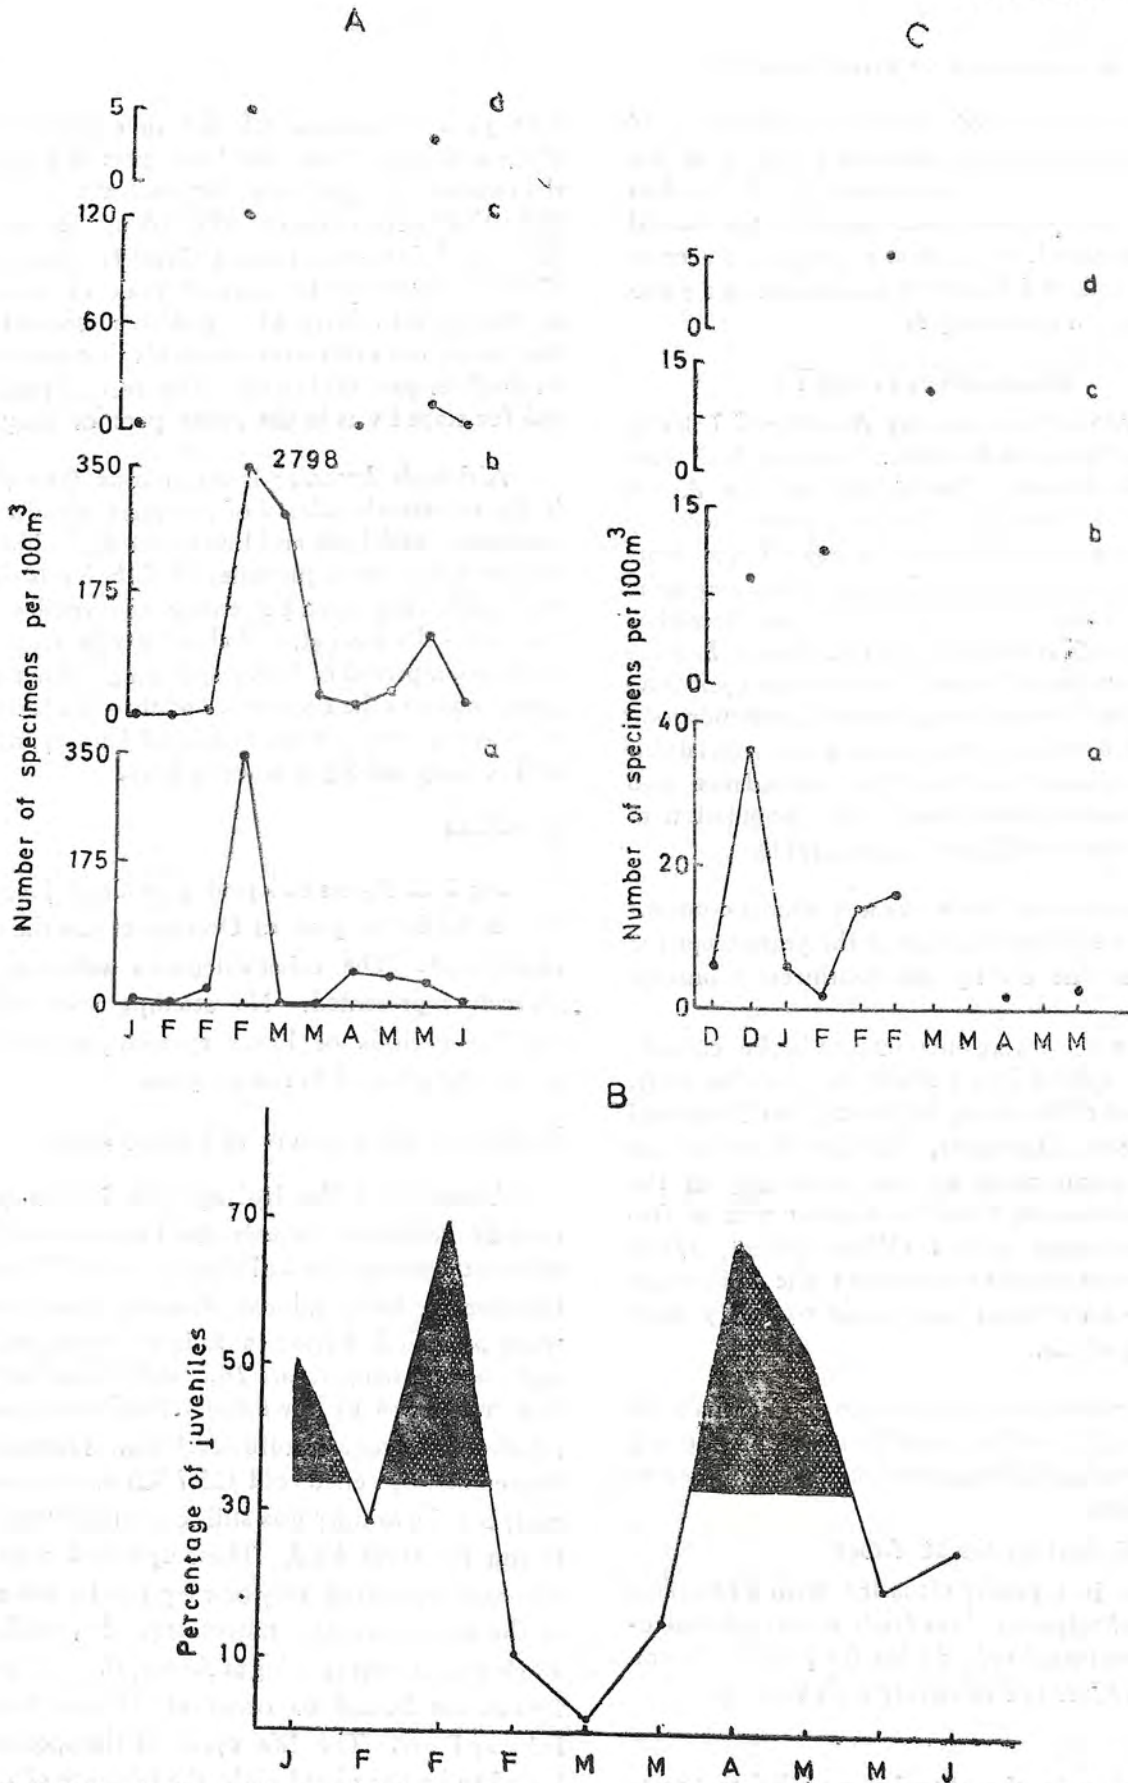 A
5
d
0
120
c
60
0
350
2798
b
175
0
350
a
175
0
Number of specimens per 100m³
J F F F M M A M M J
C
5
d
0
15
c
0
15
b
0
40
a
20
0
Number of specimens per 100m³
D D J F F F M M A M M
B
70
50
30
10
Percentage of juveniles
J F F F M M A M M J